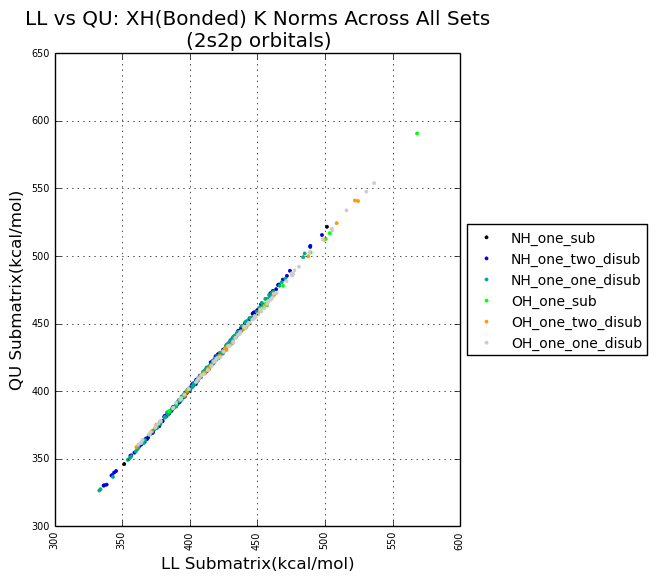 LL vs QU: XH(Bonded) K Norms Across All Sets
(2s2p orbitals)
650
600
550
500
450
400
350
300
QU Submatrix(kcal/mol)
300
350
400
450
500
550
600
LL Submatrix(kcal/mol)
NH_one_sub
NH_one_two_disub
NH_one_one_disub
OH_one_sub
OH_one_two_disub
OH_one_one_disub